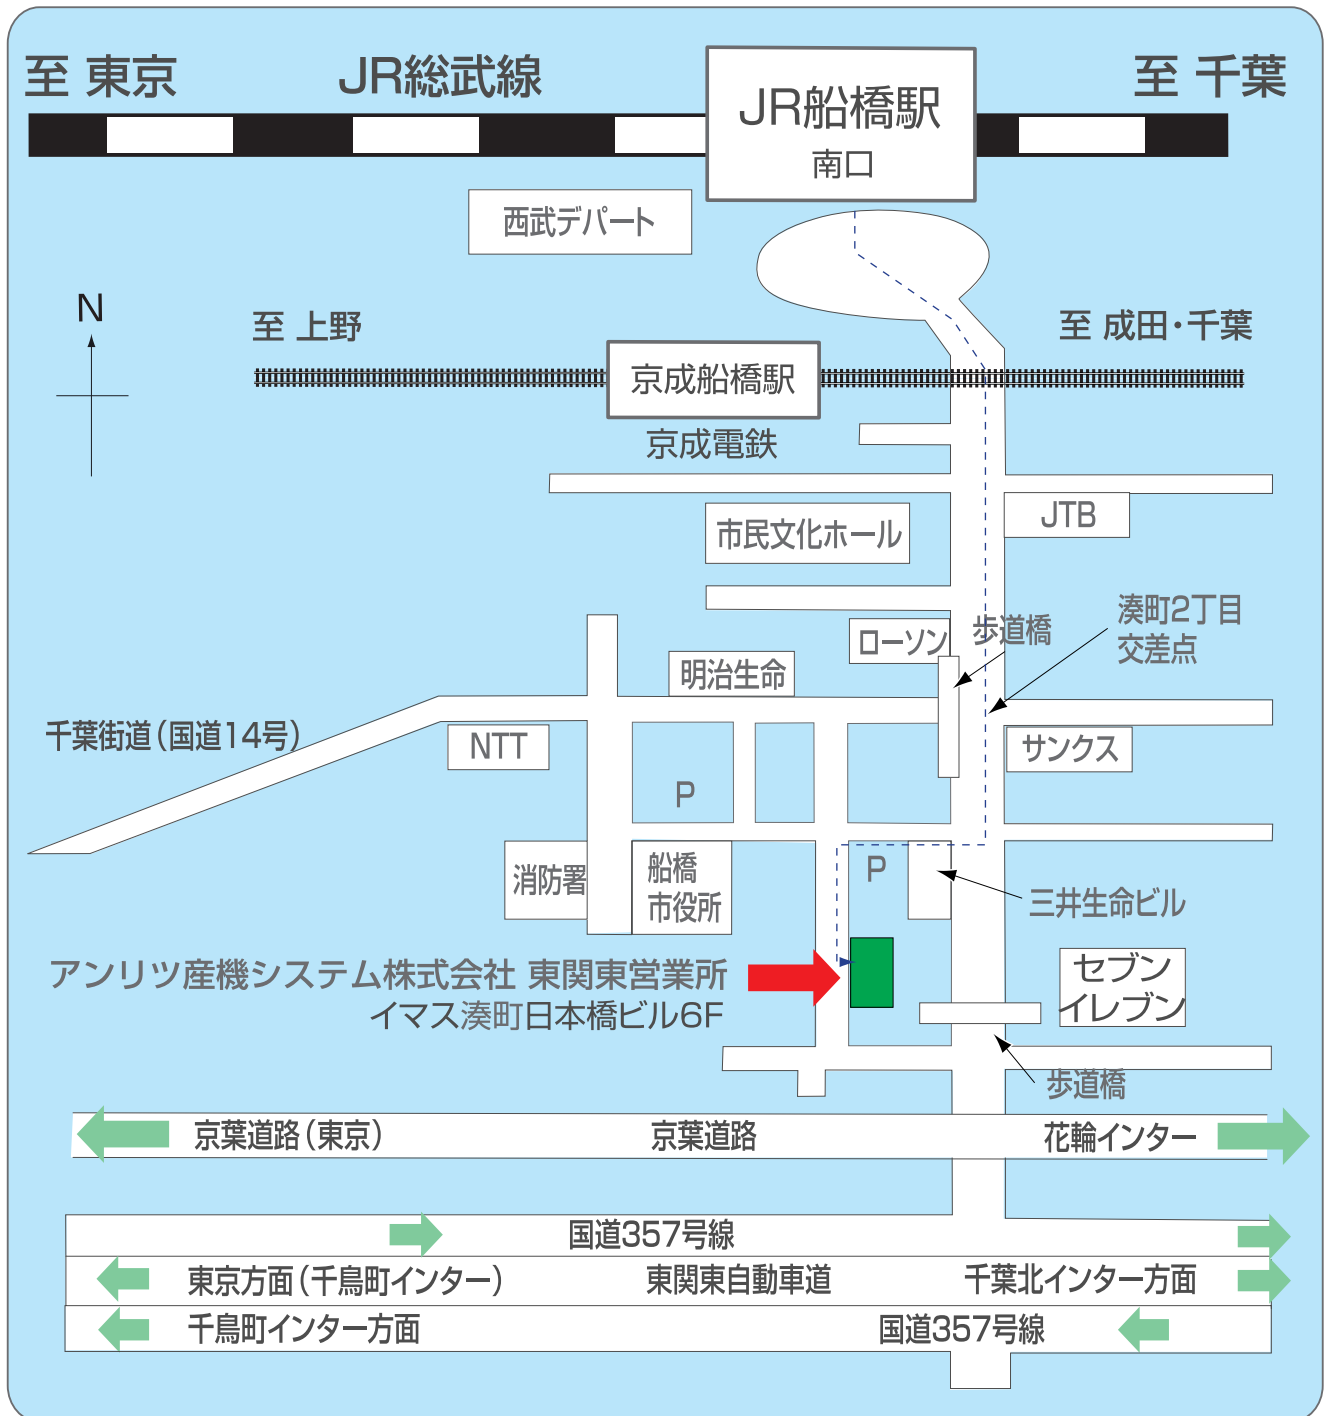 至 東京
JR総武線
至 千葉
JR船橋駅
南口
西武デパート
N
至 上野
至 成田・千葉
京成船橋駅
京成電鉄
市民文化ホール
JTB
湊町2丁目
交差点
歩道橋
ローソン
明治生命
千葉街道（国道14号）
NTT
サンクス
P
消防署
船橋
市役所
P
三井生命ビル
アンリツ産機システム株式会社 東関東営業所
イマス湊町日本橋ビル6F
セブン
イレブン
歩道橋
京葉道路（東京）
京葉道路
花輪インター
国道357号線
東京方面（千鳥町インター）
東関東自動車道
千葉北インター方面
千鳥町インター方面
国道357号線